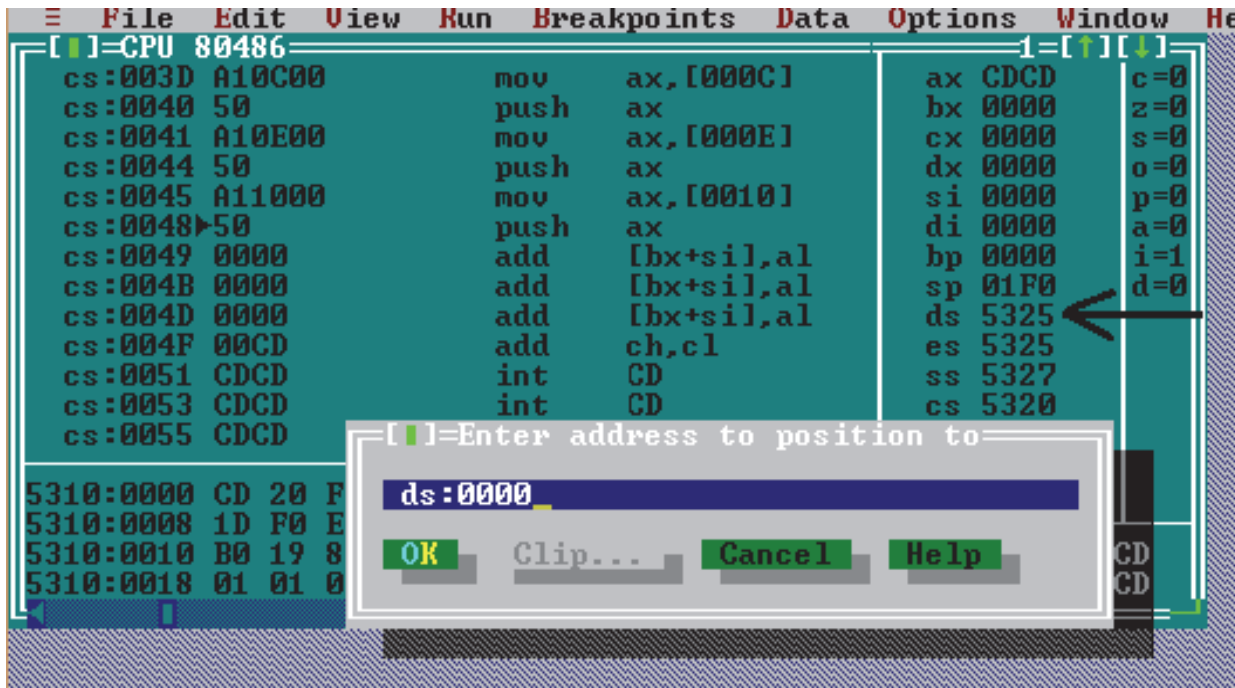 ≡ File Edit View Run Breakpoints Data Options Window He
[▮]=CPU 80486 1=[↑][↓]
cs:003D A10C00 mov ax,[000C] ax CDCD c=0
cs:0040 50 push ax bx 0000 z=0
cs:0041 A10E00 mov ax,[000E] cx 0000 s=0
cs:0044 50 push ax dx 0000 o=0
cs:0045 A11000 mov ax,[0010] si 0000 p=0
cs:0048►50 push ax di 0000 a=0
cs:0049 0000 add [bx+si],al bp 0000 i=1
cs:004B 0000 add [bx+si],al sp 01F0 d=0
cs:004D 0000 add [bx+si],al ds 5325
cs:004F 00CD add ch,cl es 5325
cs:0051 CDCD int CD ss 5327
cs:0053 CDCD int CD cs 5320
cs:0055 CDCD
[▮]=Enter address to position to
ds:0000_
OK Clip... Cancel Help
5310:0000 CD 20 F
5310:0008 1D F0 E
5310:0010 B0 19 8 CD
5310:0018 01 01 0 CD